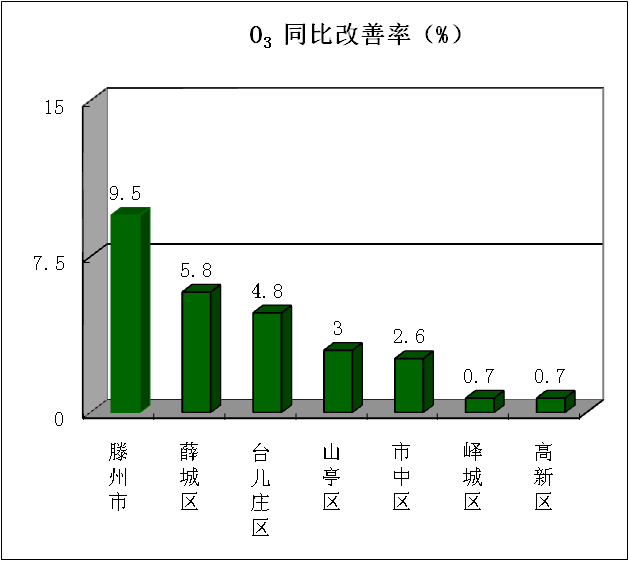 O₃ 同比改善率（%）
15
7.5
0
9.5
5.8
4.8
3
2.6
0.7
0.7
滕州市
薛城区
台儿庄区
山亭区
市中区
峄城区
高新区